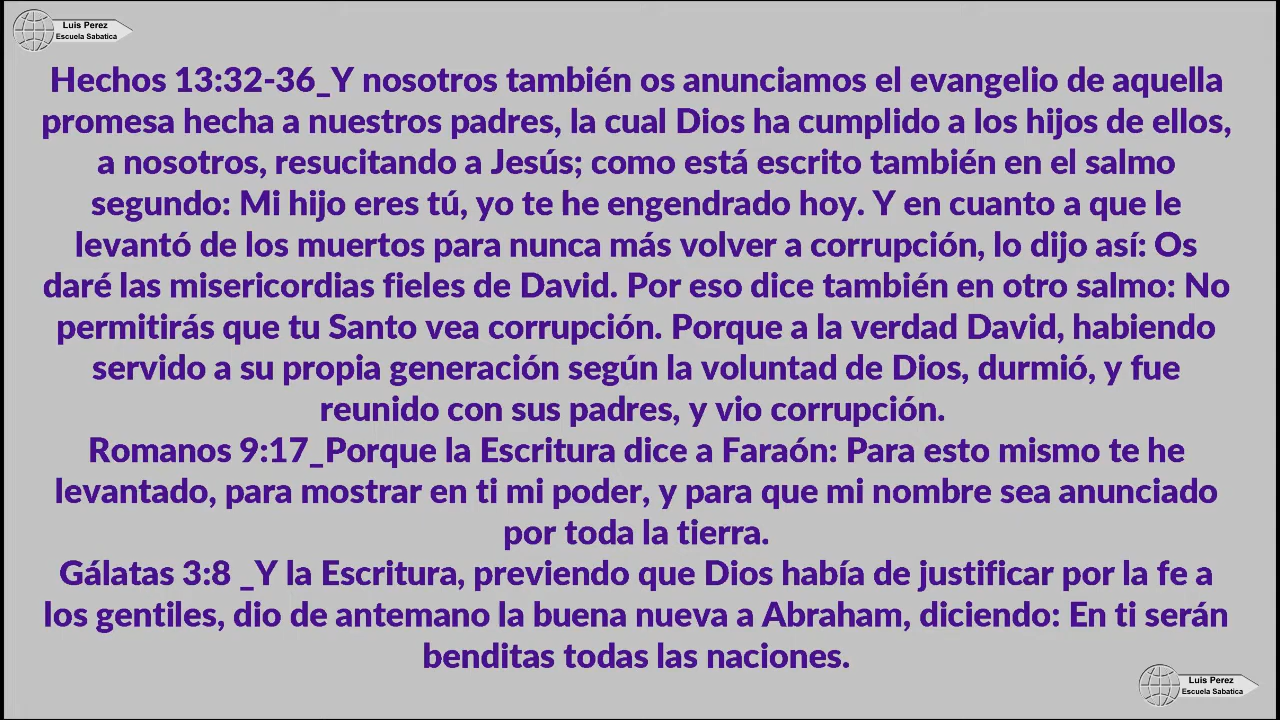 Luis Perez
Escuela Sabatica
Hechos 13:32-36_Y nosotros también os anunciamos el evangelio de aquella
promesa hecha a nuestros padres, la cual Dios ha cumplido a los hijos de ellos,
a nosotros, resucitando a Jesús; como está escrito también en el salmo
segundo: Mi hijo eres tú, yo te he engendrado hoy. Y en cuanto a que le
levantó de los muertos para nunca más volver a corrupción, lo dijo así: Os
daré las misericordias fieles de David. Por eso dice también en otro salmo: No
permitirás que tu Santo vea corrupción. Porque a la verdad David, habiendo
servido a su propia generación según la voluntad de Dios, durmió, y fue
reunido con sus padres, y vio corrupción.
Romanos 9:17_Porque la Escritura dice a Faraón: Para esto mismo te he
levantado, para mostrar en ti mi poder, y para que mi nombre sea anunciado
por toda la tierra.
Gálatas 3:8 _Y la Escritura, previendo que Dios había de justificar por la fe a
los gentiles, dio de antemano la buena nueva a Abraham, diciendo: En ti serán
benditas todas las naciones.
Luis Perez
Escuela Sabatica